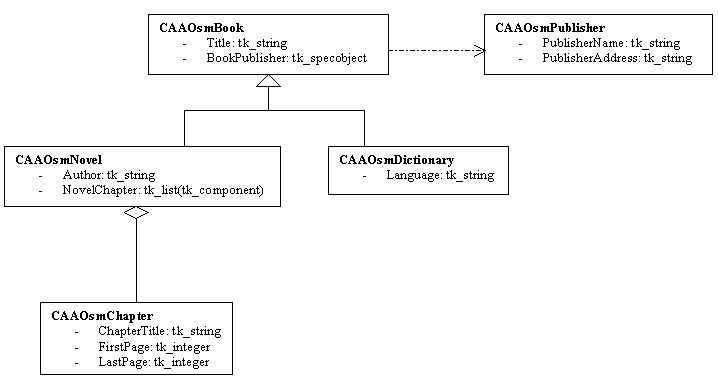 CAAOsmBook
- Title: tk_string
- BookPublisher: tk_specobject
CAAOsmPublisher
- PublisherName: tk_string
- PublisherAddress: tk_string
CAAOsmNovel
- Author: tk_string
- NovelChapter: tk_list(tk_component)
CAAOsmDictionary
- Language: tk_string
CAAOsmChapter
- ChapterTitle: tk_string
- FirstPage: tk_integer
- LastPage: tk_integer